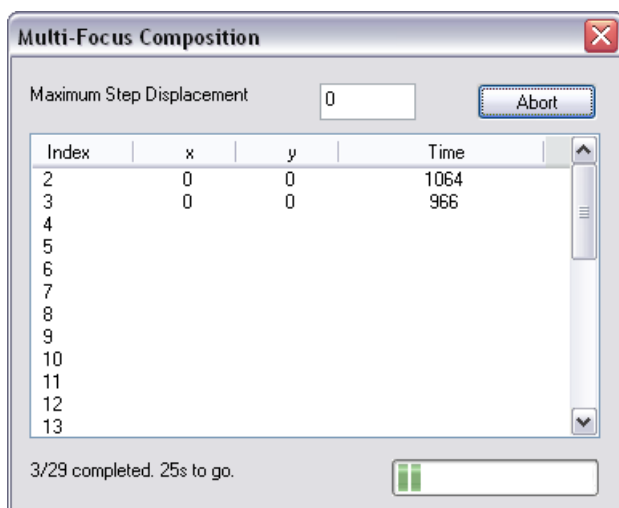 Multi-Focus Composition
Maximum Step Displacement 0 Abort
Index x y Time
2 0 0 1064
3 0 0 966
4
5
6
7
8
9
10
11
12
13
3/29 completed. 25s to go.